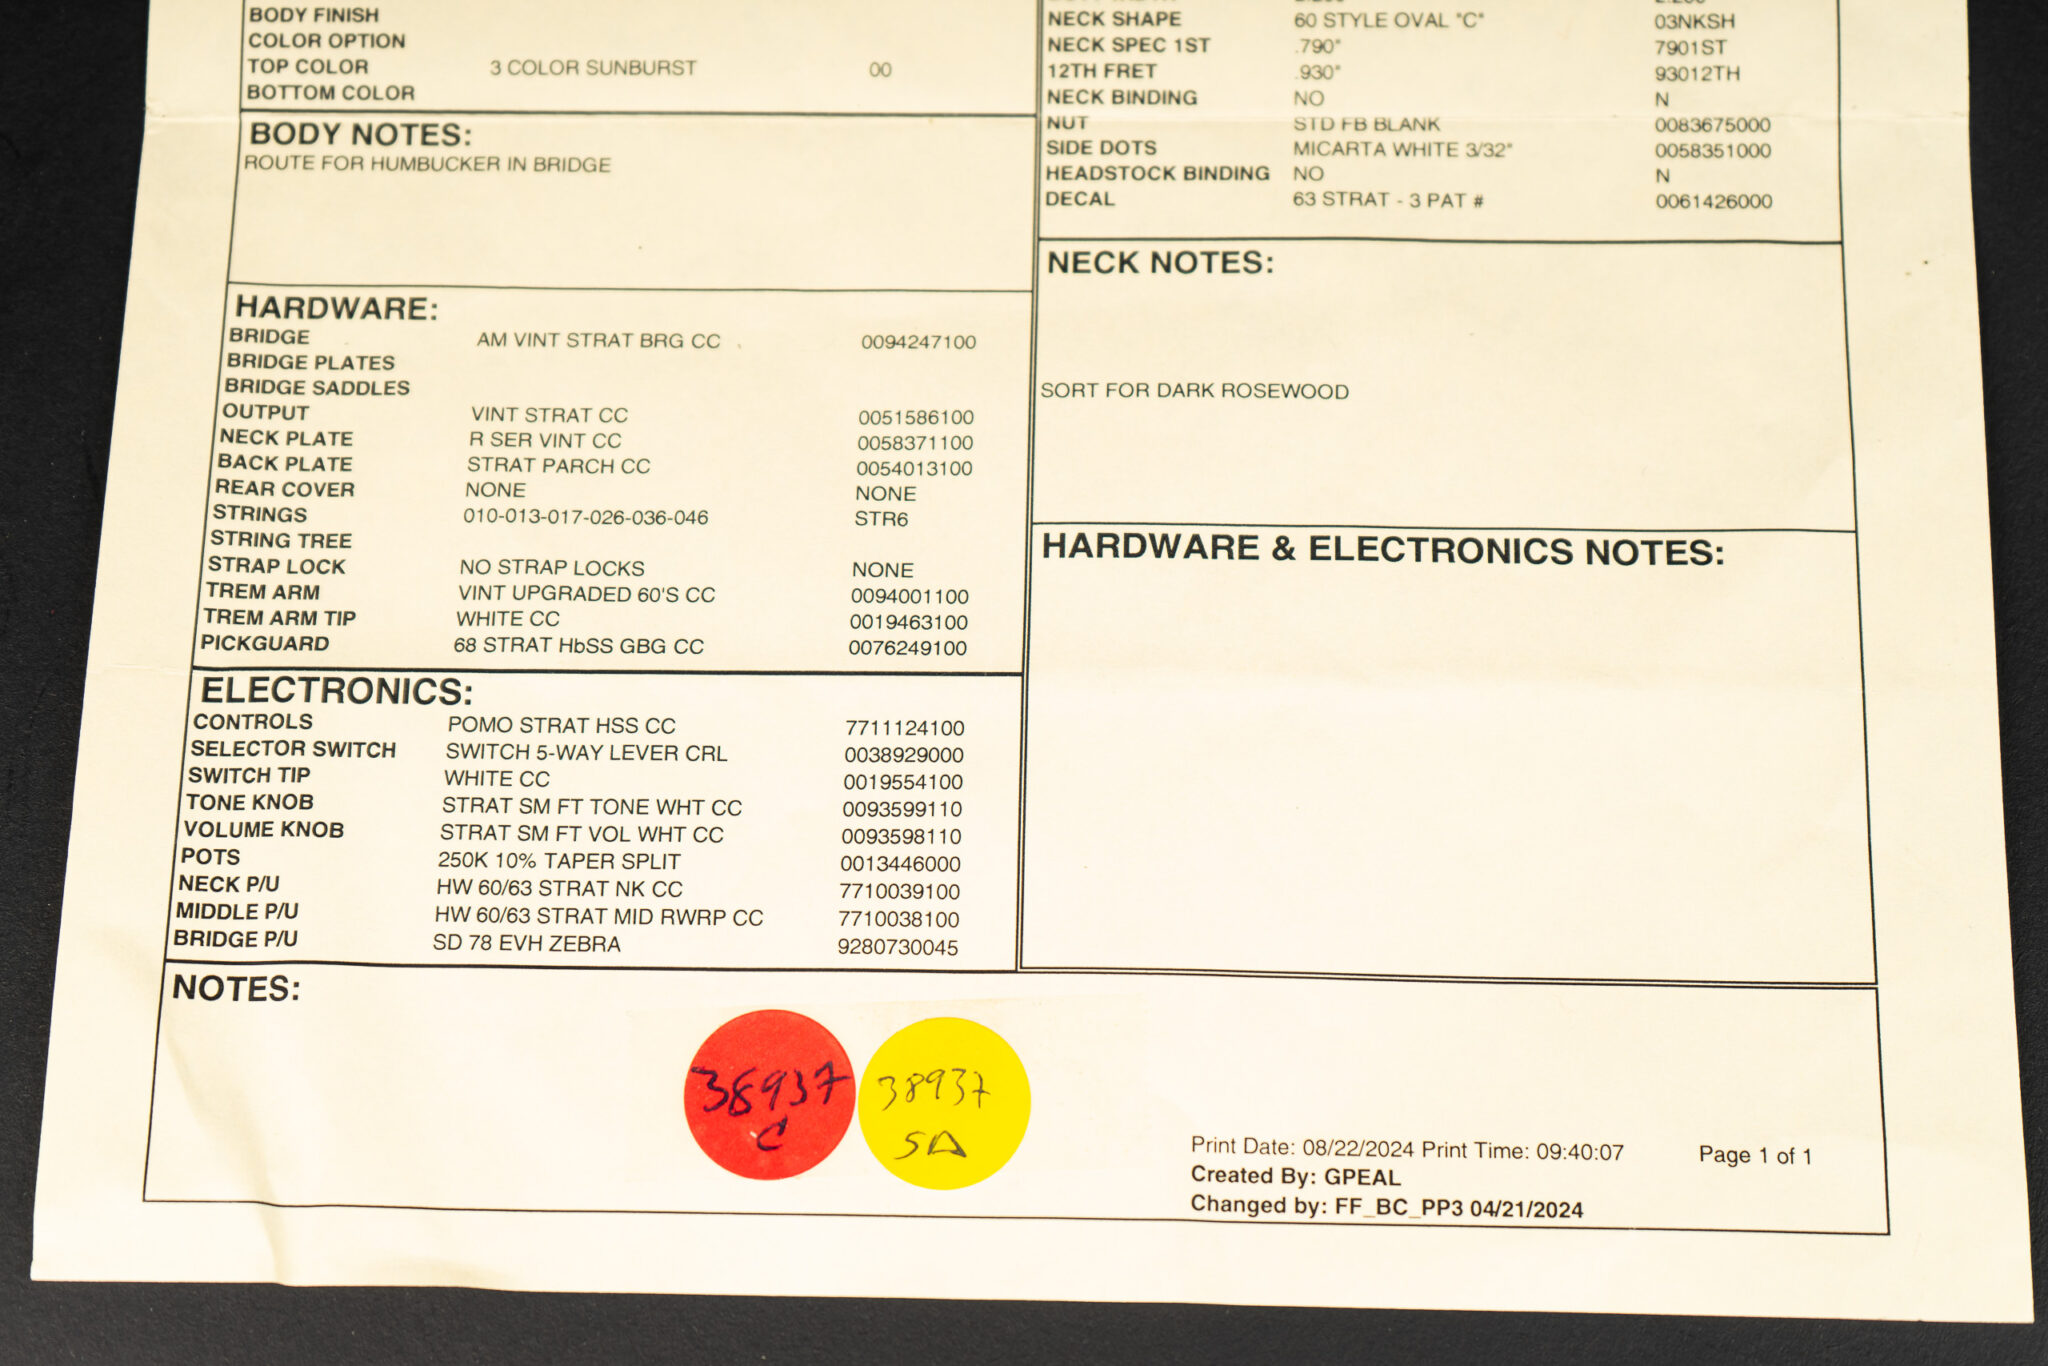 BODY FINISH
COLOR OPTION
TOP COLOR 3 COLOR SUNBURST 00
BOTTOM COLOR
BODY NOTES:
ROUTE FOR HUMBUCKER IN BRIDGE
HARDWARE:
BRIDGE AM VINT STRAT BRG CC 0094247100
BRIDGE PLATES
BRIDGE SADDLES
OUTPUT VINT STRAT CC 0051586100
NECK PLATE R SER VINT CC 0058371100
BACK PLATE STRAT PARCH CC 0054013100
REAR COVER NONE NONE
STRINGS 010-013-017-026-036-046 STR6
STRING TREE
STRAP LOCK NO STRAP LOCKS NONE
TREM ARM VINT UPGRADED 60'S CC 0094001100
TREM ARM TIP WHITE CC 0019463100
PICKGUARD 68 STRAT HbSS GBG CC 0076249100
ELECTRONICS:
CONTROLS POMO STRAT HSS CC 7711124100
SELECTOR SWITCH SWITCH 5-WAY LEVER CRL 0038929000
SWITCH TIP WHITE CC 0019554100
TONE KNOB STRAT SM FT TONE WHT CC 0093599110
VOLUME KNOB STRAT SM FT VOL WHT CC 0093598110
POTS 250K 10% TAPER SPLIT 0013446000
NECK P/U HW 60/63 STRAT NK CC 7710039100
MIDDLE P/U HW 60/63 STRAT MID RWRP CC 7710038100
BRIDGE P/U SD 78 EVH ZEBRA 9280730045
NECK SHAPE 60 STYLE OVAL "C" 03NKSH
NECK SPEC 1ST .790" 7901ST
12TH FRET .930" 93012TH
NECK BINDING NO N
NUT STD FB BLANK 0083675000
SIDE DOTS MICARTA WHITE 3/32" 0058351000
HEADSTOCK BINDING NO N
DECAL 63 STRAT - 3 PAT # 0061426000
NECK NOTES:
SORT FOR DARK ROSEWOOD
HARDWARE & ELECTRONICS NOTES:
NOTES:
38937
C
38937
SA
Print Date: 08/22/2024 Print Time: 09:40:07 Page 1 of 1
Created By: GPEAL
Changed by: FF_BC_PP3 04/21/2024